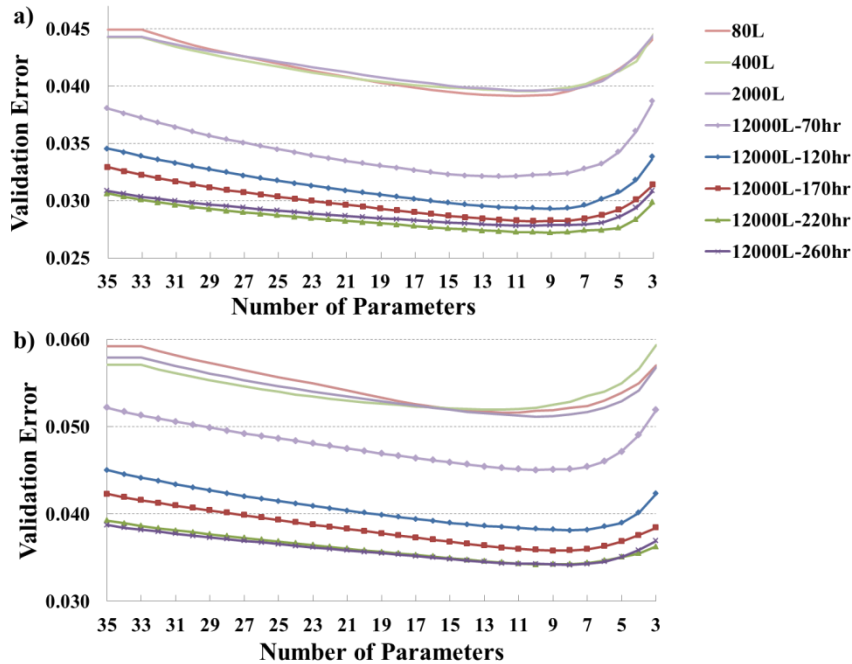 a)
0.045
0.040
0.035
0.030
0.025
Validation Error
35 33 31 29 27 25 23 21 19 17 15 13 11 9 7 5 3
Number of Parameters
80L
400L
2000L
12000L-70hr
12000L-120hr
12000L-170hr
12000L-220hr
12000L-260hr
b)
0.060
0.050
0.040
0.030
Validation Error
35 33 31 29 27 25 23 21 19 17 15 13 11 9 7 5 3
Number of Parameters